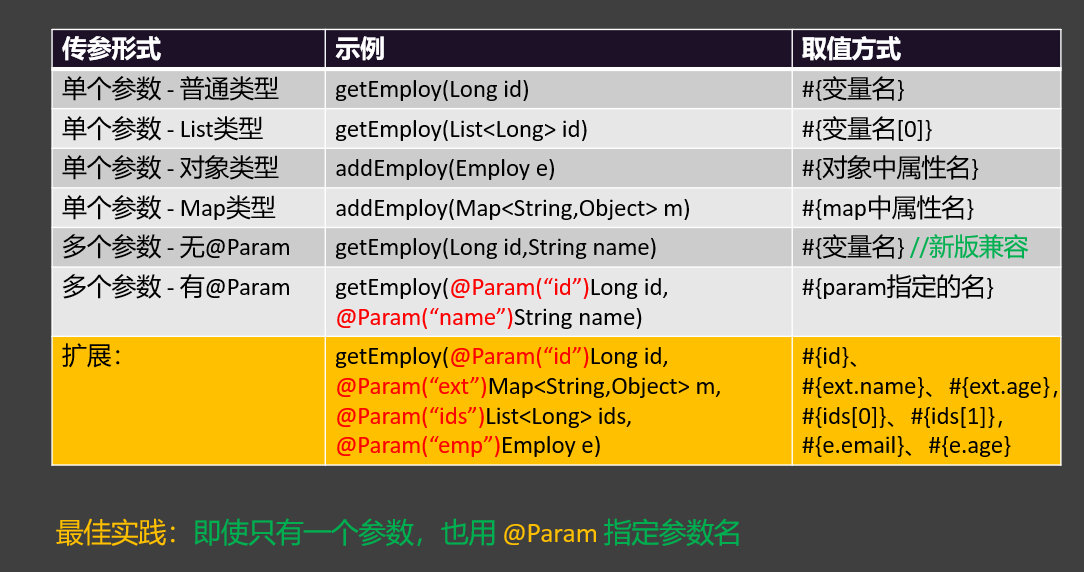 传参形式 示例 取值方式
单个参数 - 普通类型 getEmploy(Long id) #{变量名}
单个参数 - List类型 getEmploy(List<Long> id) #{变量名[0]}
单个参数 - 对象类型 addEmploy(Employ e) #{对象中属性名}
单个参数 - Map类型 addEmploy(Map<String,Object> m) #{map中属性名}
多个参数 - 无@Param getEmploy(Long id,String name) #{变量名} //新版兼容
多个参数 - 有@Param getEmploy(@Param(“id”)Long id, #{param指定的名}
@Param(“name”)String name)
扩展： getEmploy(@Param(“id”)Long id, #{id}、
@Param(“ext”)Map<String,Object> m, #{ext.name}、#{ext.age},
@Param(“ids”)List<Long> ids, #{ids[0]}、#{ids[1]},
@Param(“emp”)Employ e) #{e.email}、#{e.age}
最佳实践：即使只有一个参数，也用 @Param 指定参数名